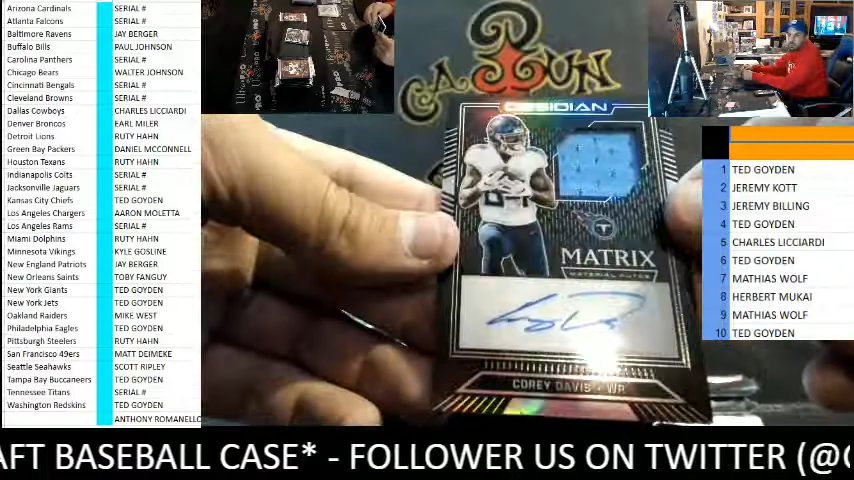 Arizona Cardinals SERIAL #
Atlanta Falcons SERIAL #
Baltimore Ravens JAY BERGER
Buffalo Bills PAUL JOHNSON
Carolina Panthers SERIAL #
Chicago Bears WALTER JOHNSON
Cincinnati Bengals SERIAL #
Cleveland Browns SERIAL #
Dallas Cowboys CHARLES LICCIARDI
Denver Broncos EARL MILER
Detroit Lions RUTY HAHN
Green Bay Packers DANIEL MCCONNELL
Houston Texans RUTY HAHN
Indianapolis Colts SERIAL #
Jacksonville Jaguars SERIAL #
Kansas City Chiefs TED GOYDEN
Los Angeles Chargers AARON MOLETTA
Los Angeles Rams SERIAL #
Miami Dolphins RUTY HAHN
Minnesota Vikings KYLE GOSLINE
New England Patriots JAY BERGER
New Orleans Saints TOBY FANGUY
New York Giants TED GOYDEN
New York Jets TED GOYDEN
Oakland Raiders MIKE WEST
Philadelphia Eagles TED GOYDEN
Pittsburgh Steelers RUTY HAHN
San Francisco 49ers MATT DEIMEKE
Seattle Seahawks SCOTT RIPLEY
Tampa Bay Buccaneers TED GOYDEN
Tennessee Titans SERIAL #
Washington Redskins TED GOYDEN
ANTHONY ROMANELLO
OBSIDIAN
MATRIX
MATERIAL AUTOS
COREY DAVIS • WR
1 TED GOYDEN
2 JEREMY KOTT
3 JEREMY BILLING
4 TED GOYDEN
5 CHARLES LICCIARDI
6 TED GOYDEN
7 MATHIAS WOLF
8 HERBERT MUKAI
9 MATHIAS WOLF
10 TED GOYDEN
AFT BASEBALL CASE* - FOLLOWER US ON TWITTER (@